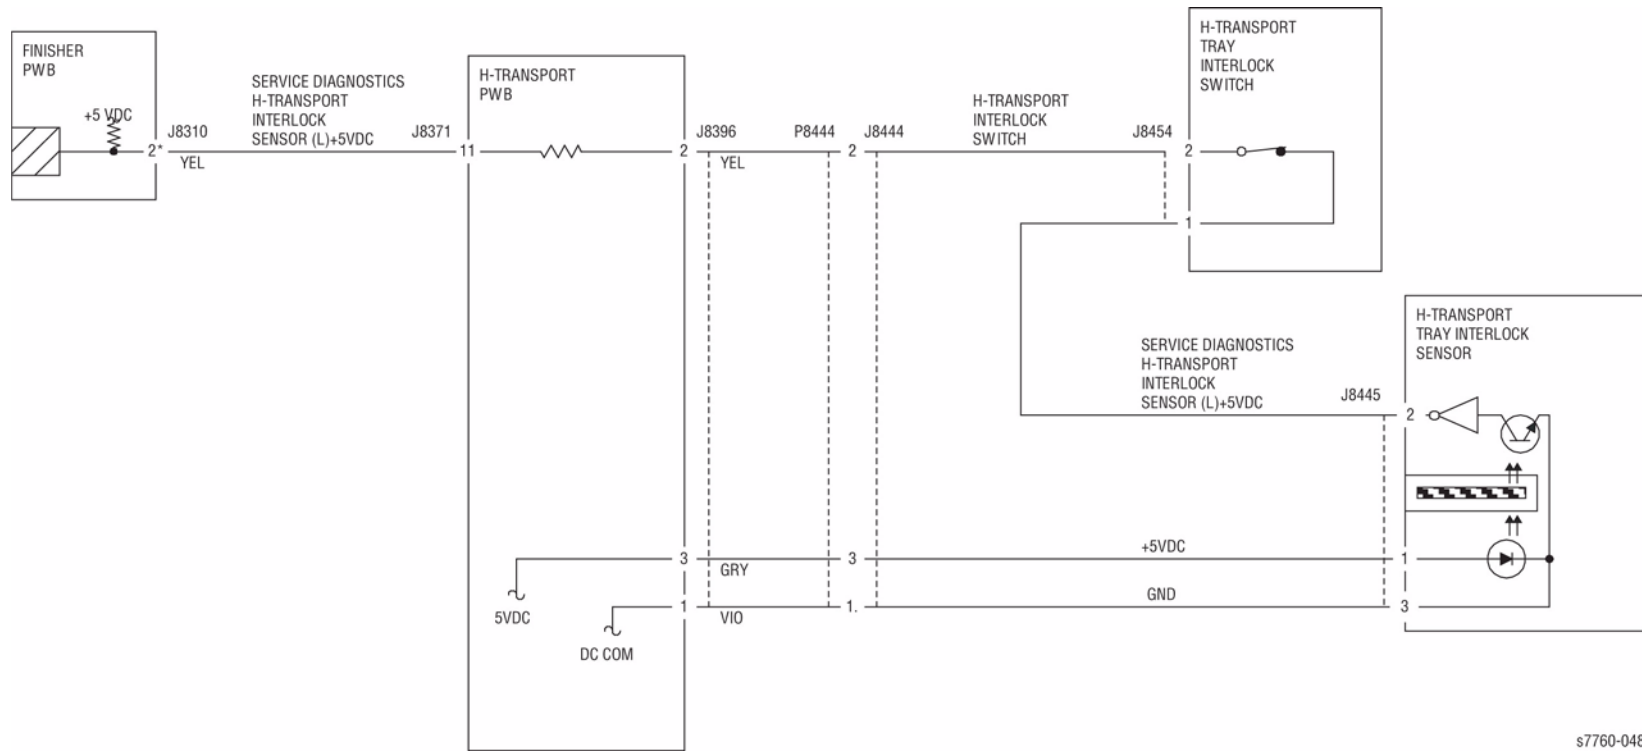 FINISHER
PWB
+5 VDC
J8310
2*
YEL
SERVICE DIAGNOSTICS
H-TRANSPORT
INTERLOCK
SENSOR (L)+5VDC
J8371
11
H-TRANSPORT
PWB
J8396
2
YEL
P8444
J8444
2
H-TRANSPORT
INTERLOCK
SWITCH
J8454
2
1
H-TRANSPORT
TRAY
INTERLOCK
SWITCH
SERVICE DIAGNOSTICS
H-TRANSPORT
INTERLOCK
SENSOR (L)+5VDC
J8445
2
H-TRANSPORT
TRAY INTERLOCK
SENSOR
5VDC
3
GRY
3
+5VDC
1
DC COM
1
VIO
1.
GND
3
s7760-048